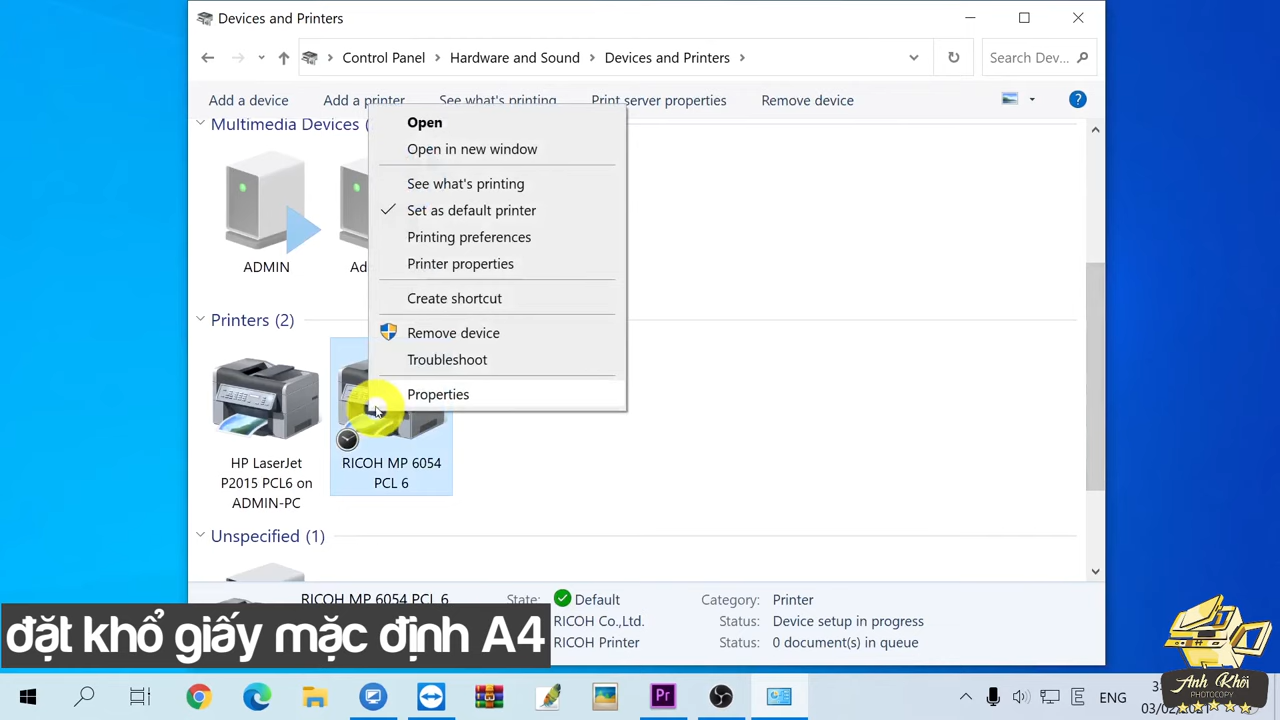 Devices and Printers
Control Panel > Hardware and Sound > Devices and Printers >
Search Dev...
Add a device
Add a printer
See what's printing
Print server properties
Remove device
Multimedia Devices (
Open
Open in new window
See what's printing
Set as default printer
Printing preferences
Printer properties
Create shortcut
Remove device
Troubleshoot
Properties
ADMIN
Ad
Printers (2)
HP LaserJet
P2015 PCL6 on
ADMIN-PC
RICOH MP 6054
PCL 6
Unspecified (1)
RICOH MP 6054 PCL 6
State: Default
Category: Printer
RICOH Co.,Ltd.
Status: Device setup in progress
RICOH Printer
Status: 0 document(s) in queue
đặt khổ giấy mặc định A4
ENG
03/02/
Anh Khôi
PHOTOCOPY